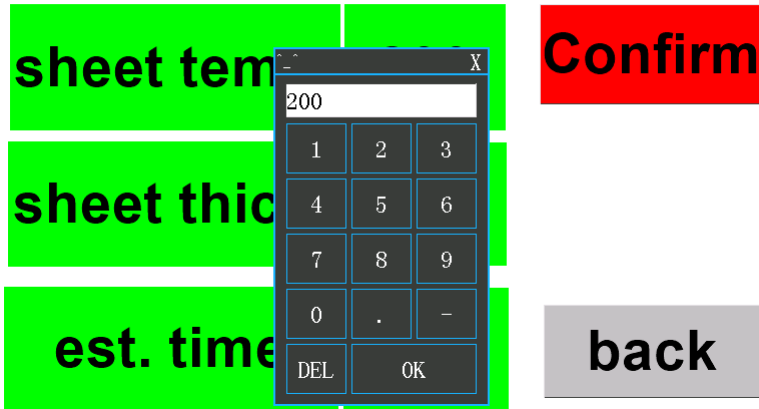 sheet tem
Confirm
^_^
X
200
1 2 3
4 5 6
7 8 9
0 . -
DEL OK
sheet thic
est. time
back